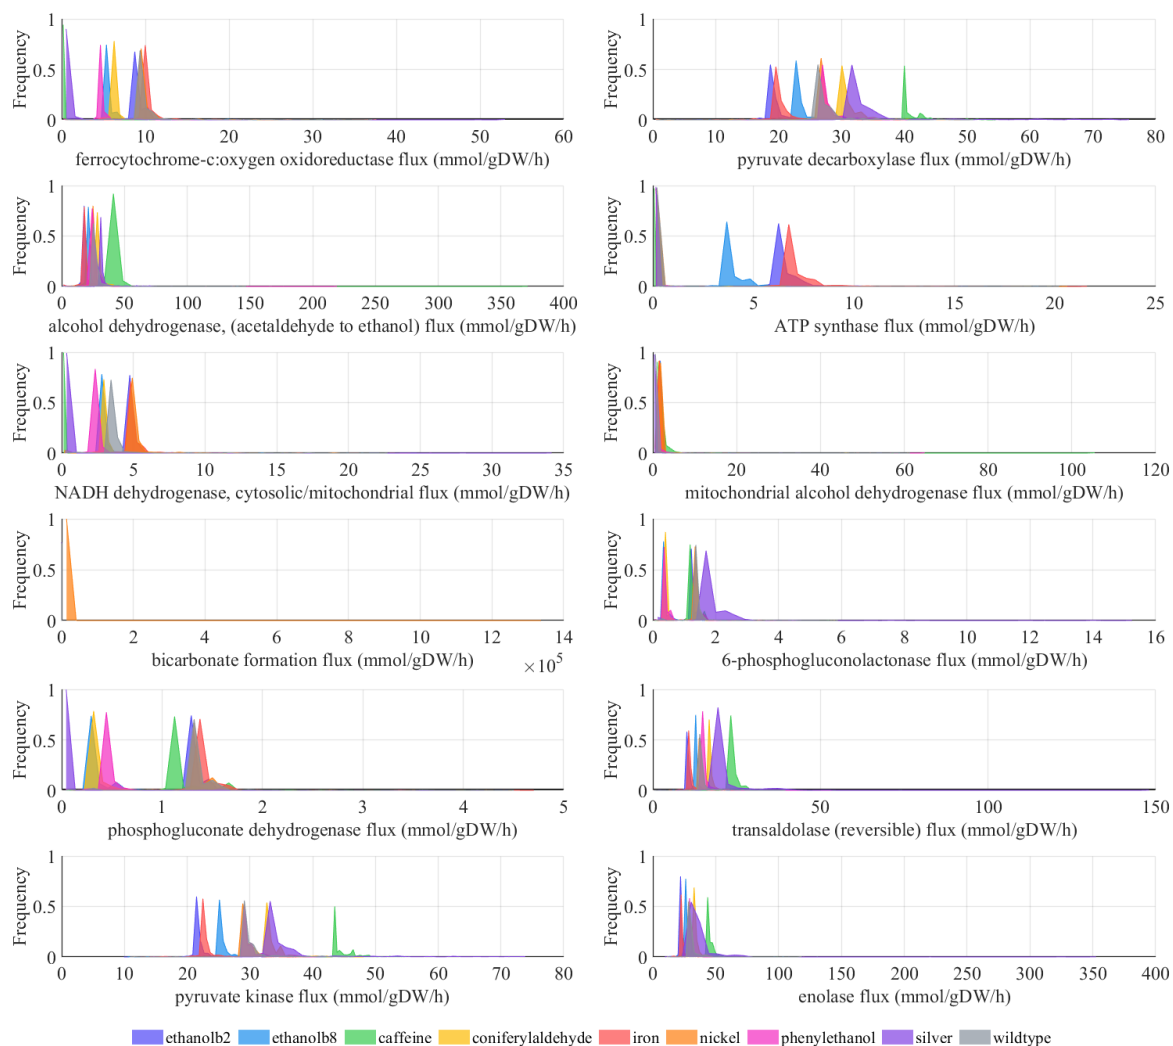 Frequency
1
0.5
0
0 10 20 30 40 50 60
ferrocytochrome-c:oxygen oxidoreductase flux (mmol/gDW/h)
Frequency
1
0.5
0
0 10 20 30 40 50 60 70 80
pyruvate decarboxylase flux (mmol/gDW/h)
Frequency
1
0.5
0
0 50 100 150 200 250 300 350 400
alcohol dehydrogenase, (acetaldehyde to ethanol) flux (mmol/gDW/h)
Frequency
1
0.5
0
0 5 10 15 20 25
ATP synthase flux (mmol/gDW/h)
Frequency
1
0.5
0
0 5 10 15 20 25 30 35
NADH dehydrogenase, cytosolic/mitochondrial flux (mmol/gDW/h)
Frequency
1
0.5
0
0 20 40 60 80 100 120
mitochondrial alcohol dehydrogenase flux (mmol/gDW/h)
Frequency
1
0.5
0
0 2 4 6 8 10 12 14
bicarbonate formation flux (mmol/gDW/h)
×10⁵
Frequency
1
0.5
0
0 2 4 6 8 10 12 14 16
6-phosphogluconolactonase flux (mmol/gDW/h)
Frequency
1
0.5
0
0 1 2 3 4 5
phosphogluconate dehydrogenase flux (mmol/gDW/h)
Frequency
1
0.5
0
0 50 100 150
transaldolase (reversible) flux (mmol/gDW/h)
Frequency
1
0.5
0
0 10 20 30 40 50 60 70 80
pyruvate kinase flux (mmol/gDW/h)
Frequency
1
0.5
0
0 50 100 150 200 250 300 350 400
enolase flux (mmol/gDW/h)
ethanolb2 ethanolb8 caffeine coniferylaldehyde iron nickel phenylethanol silver wildtype